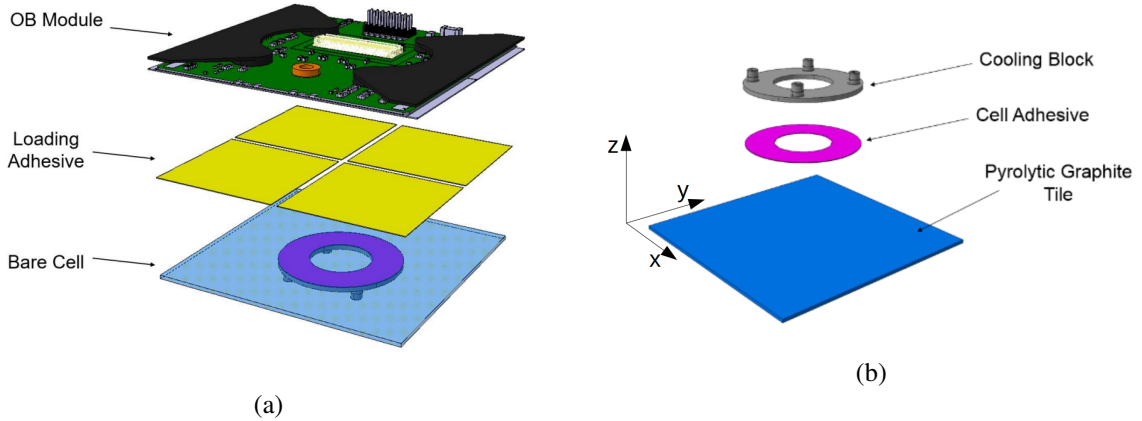 OB Module
Loading
Adhesive
Bare Cell
(a)
Cooling Block
Cell Adhesive
Pyrolytic Graphite
Tile
z
y
x
(b)